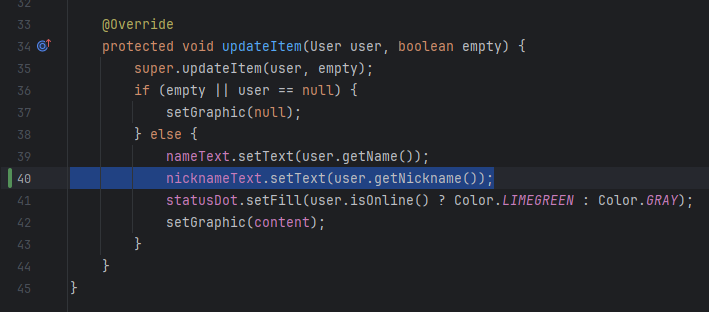 32
33 @Override
34 protected void updateItem(User user, boolean empty) {
35 super.updateItem(user, empty);
36 if (empty || user == null) {
37 setGraphic(null);
38 } else {
39 nameText.setText(user.getName());
40 nicknameText.setText(user.getNickname());
41 statusDot.setFill(user.isOnline() ? Color.LIMEGREEN : Color.GRAY);
42 setGraphic(content);
43 }
44 }
45 }